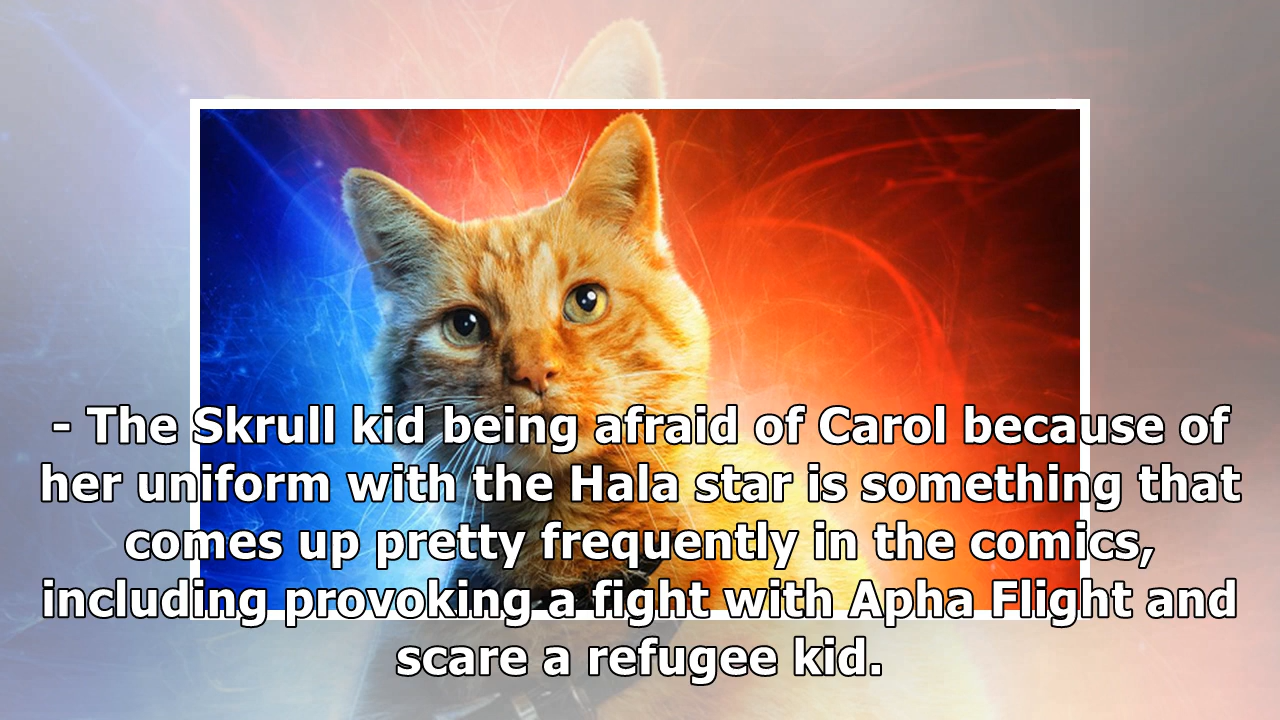 - The Skrull kid being afraid of Carol because of
her uniform with the Hala star is something that
comes up pretty frequently in the comics,
including provoking a fight with Apha Flight and
scare a refugee kid.